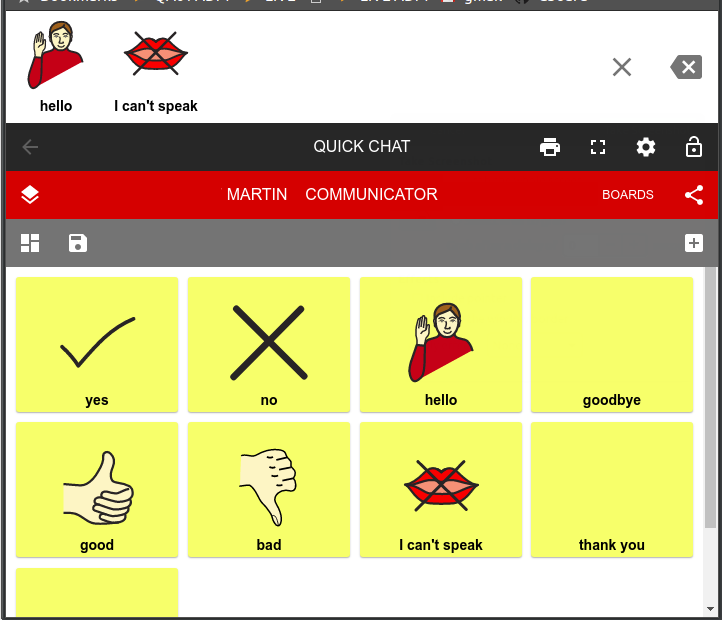 hello I can't speak
QUICK CHAT
MARTIN COMMUNICATOR BOARDS
yes no hello goodbye
good bad I can't speak thank you